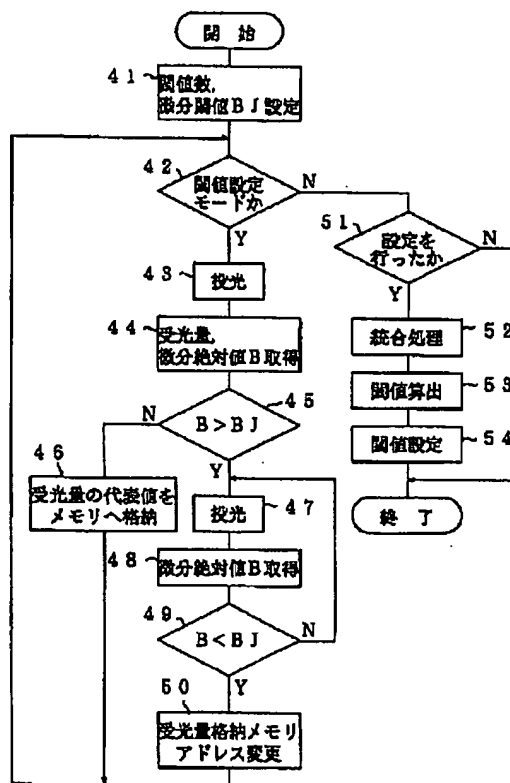 開 始
41
閾値数,
微分閾値BJ設定
42
閾値設定
モードか
N
Y
51
設定を
行ったか
N
Y
43
投光
44
受光量,
微分絶対値B取得
統合処理
52
閾値算出
53
閾値設定
54
終 了
45
B>BJ
N
Y
46
受光量の代表値を
メモリへ格納
投光
47
48
微分絶対値B取得
49
B<BJ
N
Y
50
受光量格納メモリ
アドレス変更